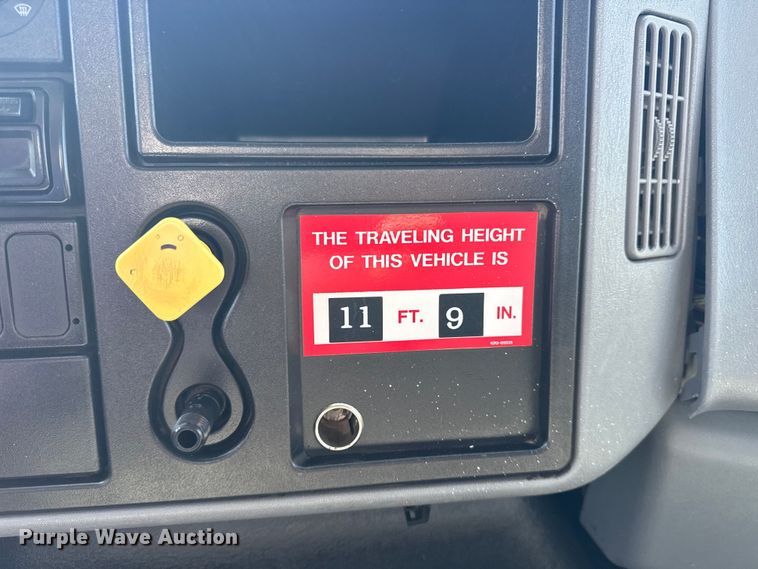 THE TRAVELING HEIGHT
OF THIS VEHICLE IS
11 FT. 9 IN.
Purple Wave Auction